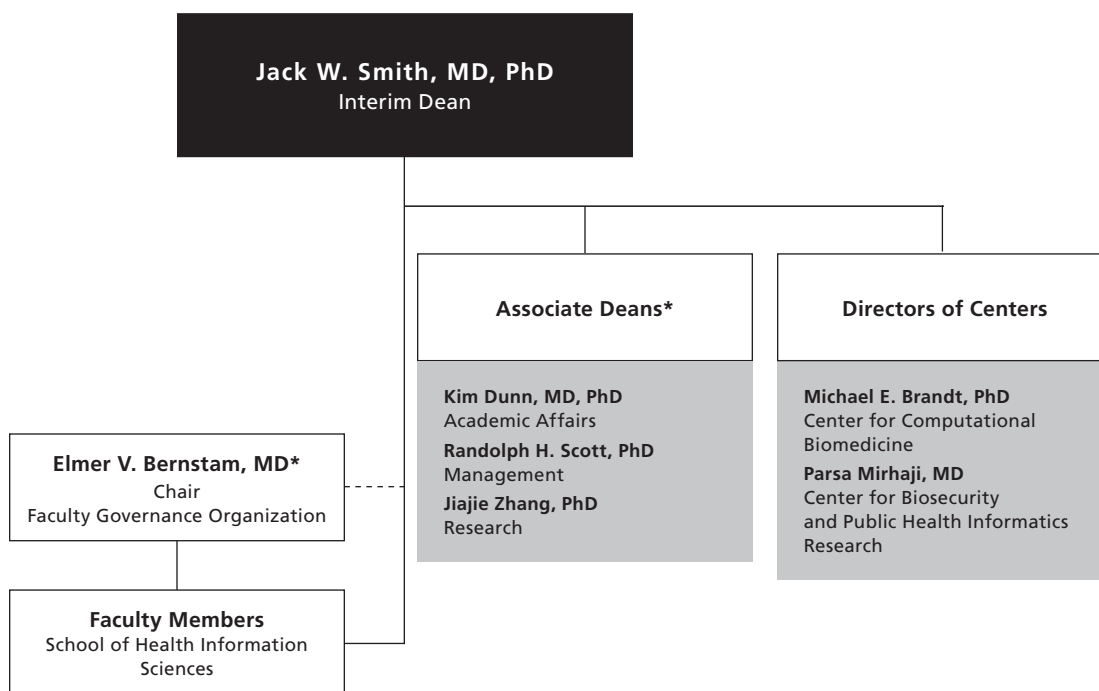 Jack W. Smith, MD, PhD
Interim Dean
Associate Deans*
Kim Dunn, MD, PhD
Academic Affairs
Randolph H. Scott, PhD
Management
Jiajie Zhang, PhD
Research
Directors of Centers
Michael E. Brandt, PhD
Center for Computational
Biomedicine
Parsa Mirhaji, MD
Center for Biosecurity
and Public Health Informatics
Research
Elmer V. Bernstam, MD*
Chair
Faculty Governance Organization
Faculty Members
School of Health Information
Sciences